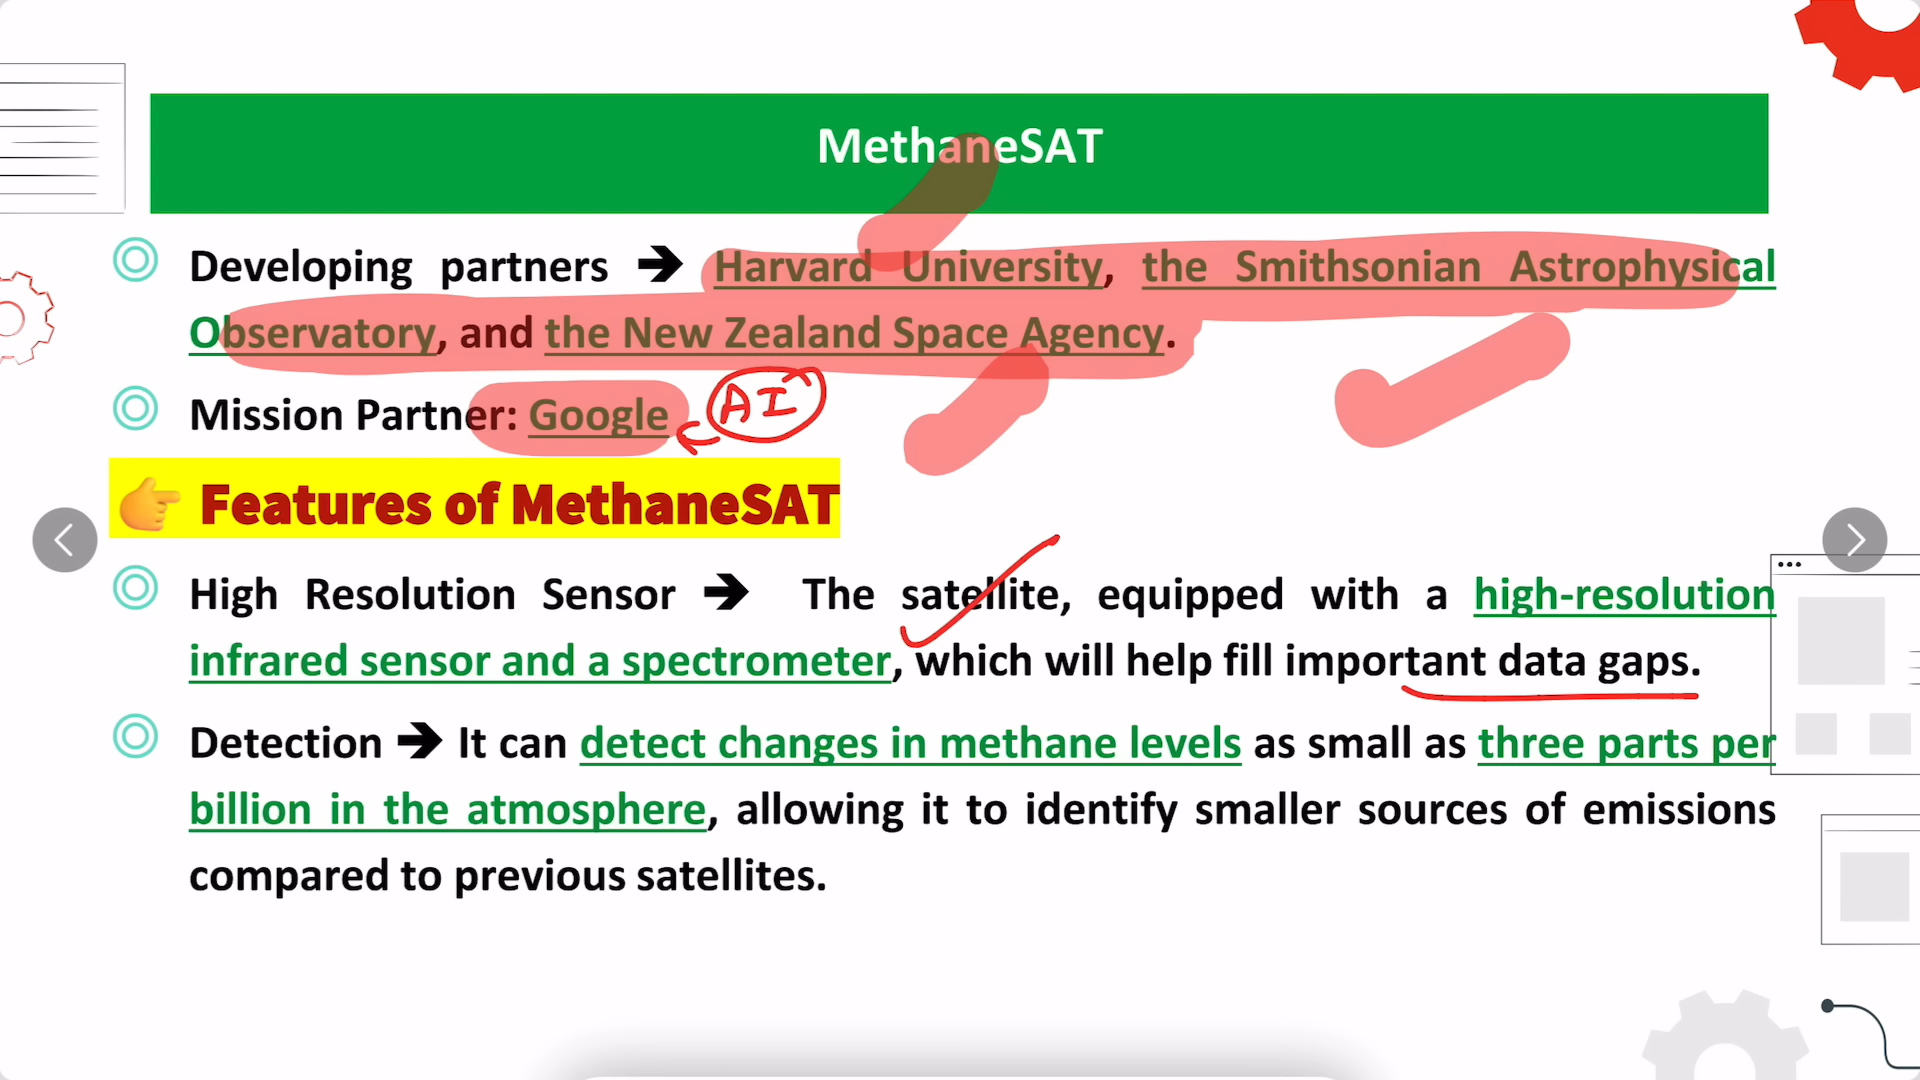 MethaneSAT
Developing partners ➔ Harvard University, the Smithsonian Astrophysical
Observatory, and the New Zealand Space Agency.
Mission Partner: Google
AI
Features of MethaneSAT
High Resolution Sensor ➔ The satellite, equipped with a high-resolution
infrared sensor and a spectrometer, which will help fill important data gaps.
Detection ➔ It can detect changes in methane levels as small as three parts per
billion in the atmosphere, allowing it to identify smaller sources of emissions
compared to previous satellites.